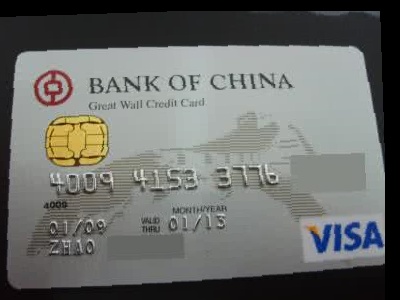 BANK OF CHINA
Great Wall Credit Card
4009 4153 3776
4009
MONTH/YEAR
01/09 VALID THRU 01/13
ZHAO
VISA